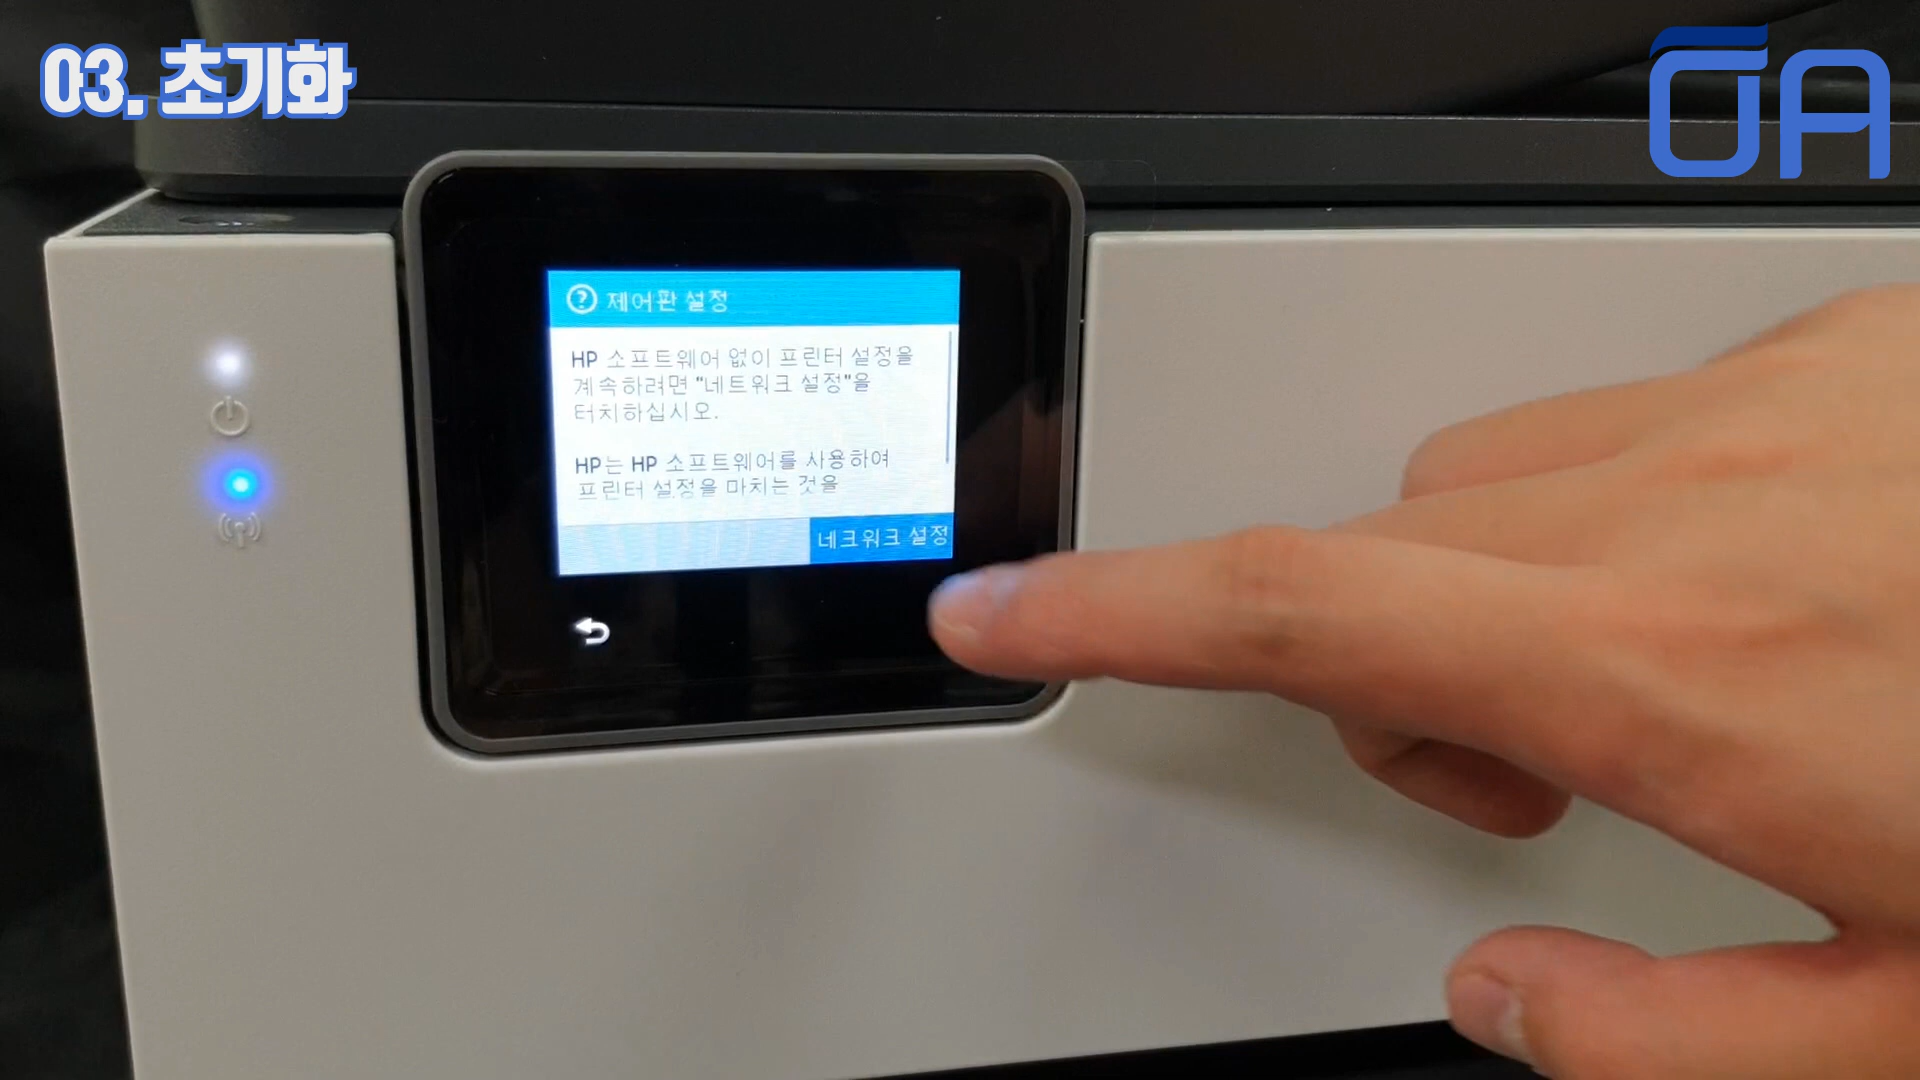 03. 초기화
OA
제어판 설정
HP 소프트웨어 없이 프린터 설정을
계속하려면 "네트워크 설정"을
터치하십시오.
HP는 HP 소프트웨어를 사용하여
프린터 설정을 마치는 것을
네크워크 설정